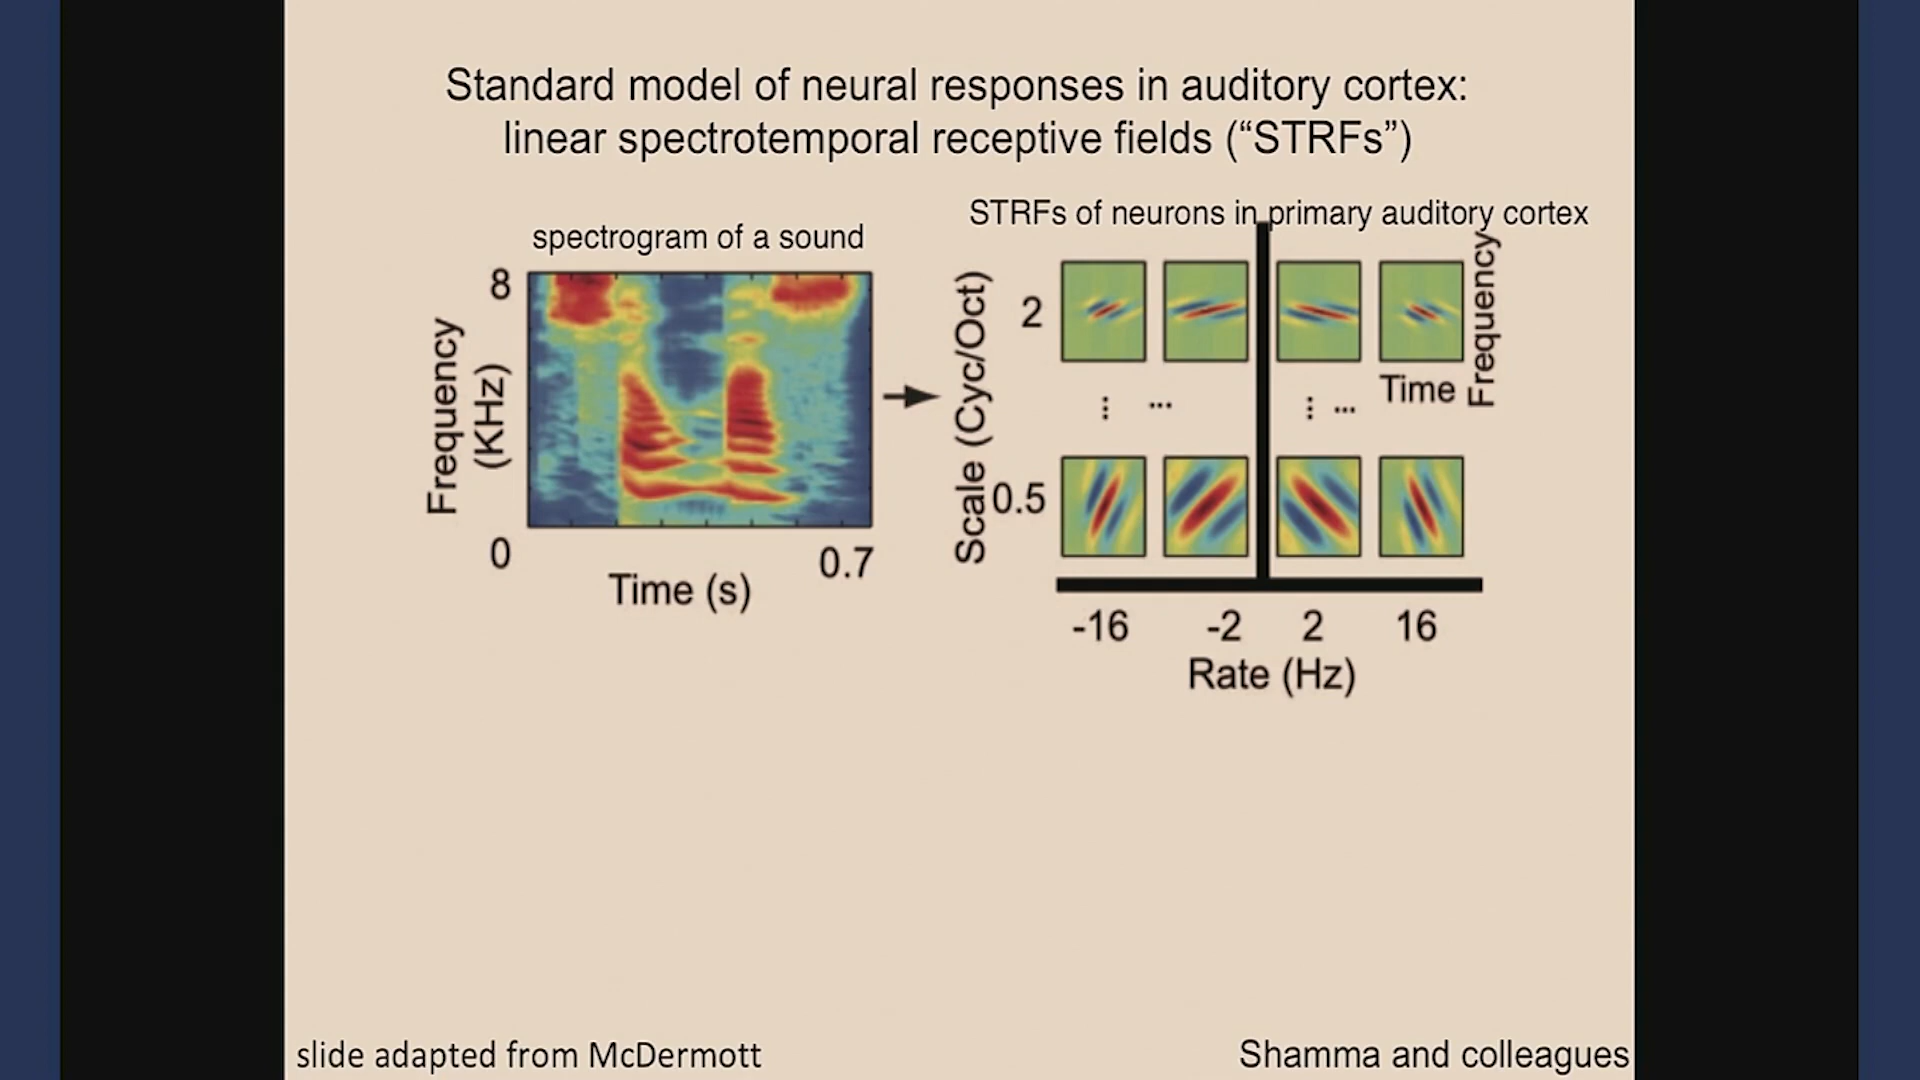 Standard model of neural responses in auditory cortex:
linear spectrotemporal receptive fields (“STRFs”)
spectrogram of a sound
8
Frequency
(KHz)
0
0.7
Time (s)
STRFs of neurons in primary auditory cortex
Scale (Cyc/Oct)
2
Frequency
Time
... ...
... ...
0.5
-16 -2 2 16
Rate (Hz)
slide adapted from McDermott
Shamma and colleagues